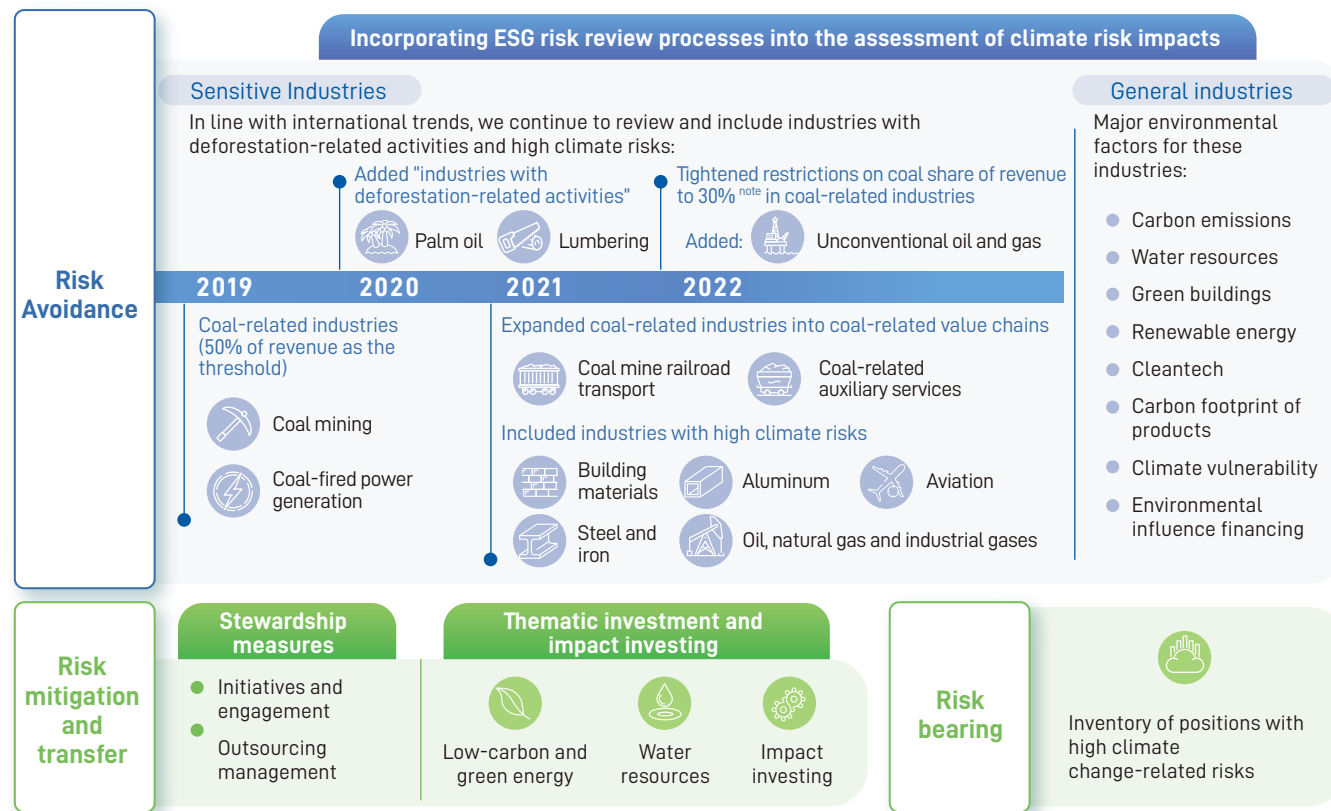 Incorporating ESG risk review processes into the assessment of climate risk impacts
Risk
Avoidance
Sensitive Industries
In line with international trends, we continue to review and include industries with
deforestation-related activities and high climate risks:
Added "industries with
deforestation-related activities"
Palm oil
Lumbering
Tightened restrictions on coal share of revenue
to 30% note in coal-related industries
Added:
Unconventional oil and gas
2019
2020
2021
2022
Coal-related industries
(50% of revenue as the
threshold)
Coal mining
Coal-fired power
generation
Expanded coal-related industries into coal-related value chains
Coal mine railroad
transport
Coal-related
auxiliary services
Included industries with high climate risks
Building
materials
Aluminum
Aviation
Steel and
iron
Oil, natural gas and industrial gases
General industries
Major environmental
factors for these
industries:
Carbon emissions
Water resources
Green buildings
Renewable energy
Cleantech
Carbon footprint of
products
Climate vulnerability
Environmental
influence financing
Risk
mitigation
and
transfer
Stewardship
measures
Initiatives and
engagement
Outsourcing
management
Thematic investment and
impact investing
Low-carbon and
green energy
Water
resources
Impact
investing
Risk
bearing
Inventory of positions with
high climate
change-related risks